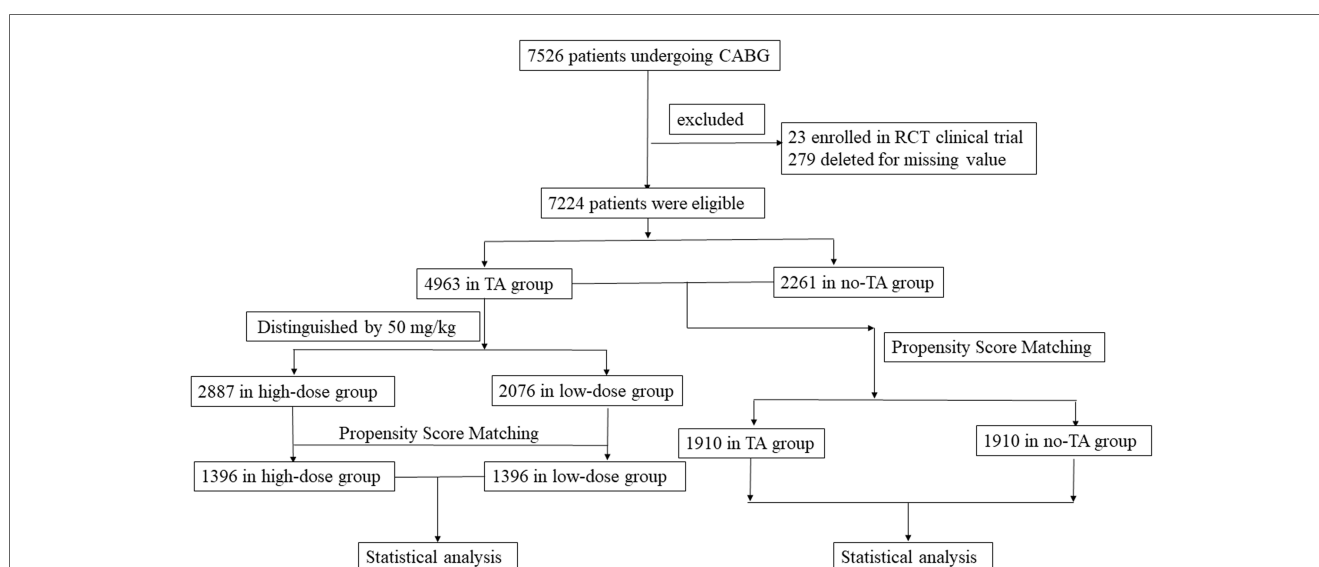 7526 patients undergoing CABG
excluded
23 enrolled in RCT clinical trial
279 deleted for missing value
7224 patients were eligible
4963 in TA group
2261 in no-TA group
Distinguished by 50 mg/kg
Propensity Score Matching
2887 in high-dose group
2076 in low-dose group
Propensity Score Matching
1910 in TA group
1910 in no-TA group
1396 in high-dose group
1396 in low-dose group
Statistical analysis
Statistical analysis